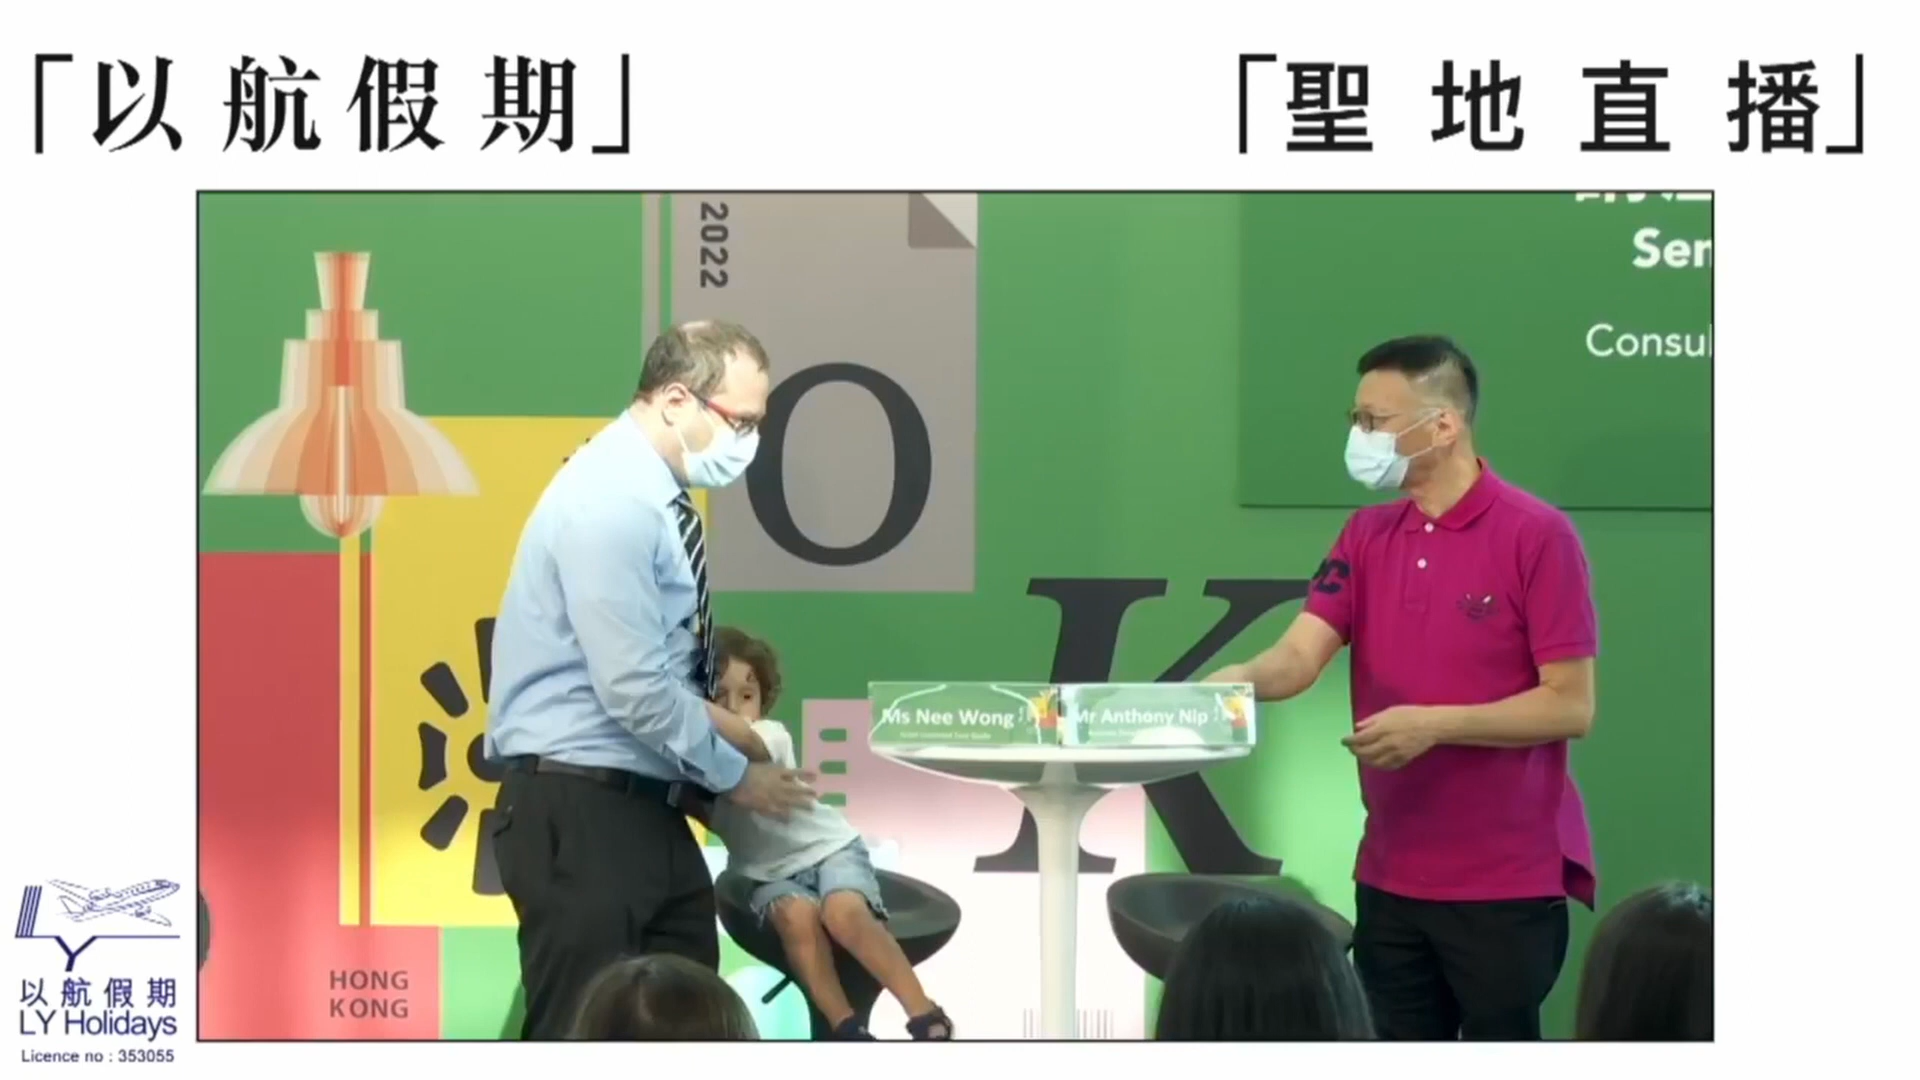 「以航假期」
「聖地直播」
2022
O
K
Sen
Consul
PC
Ms Nee Wong
Mr Anthony Nip
HONG
KONG
以航假期
LY Holidays
Licence no : 353055